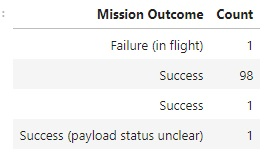 :
Mission Outcome Count
Failure (in flight) 1
Success 98
Success 1
Success (payload status unclear) 1